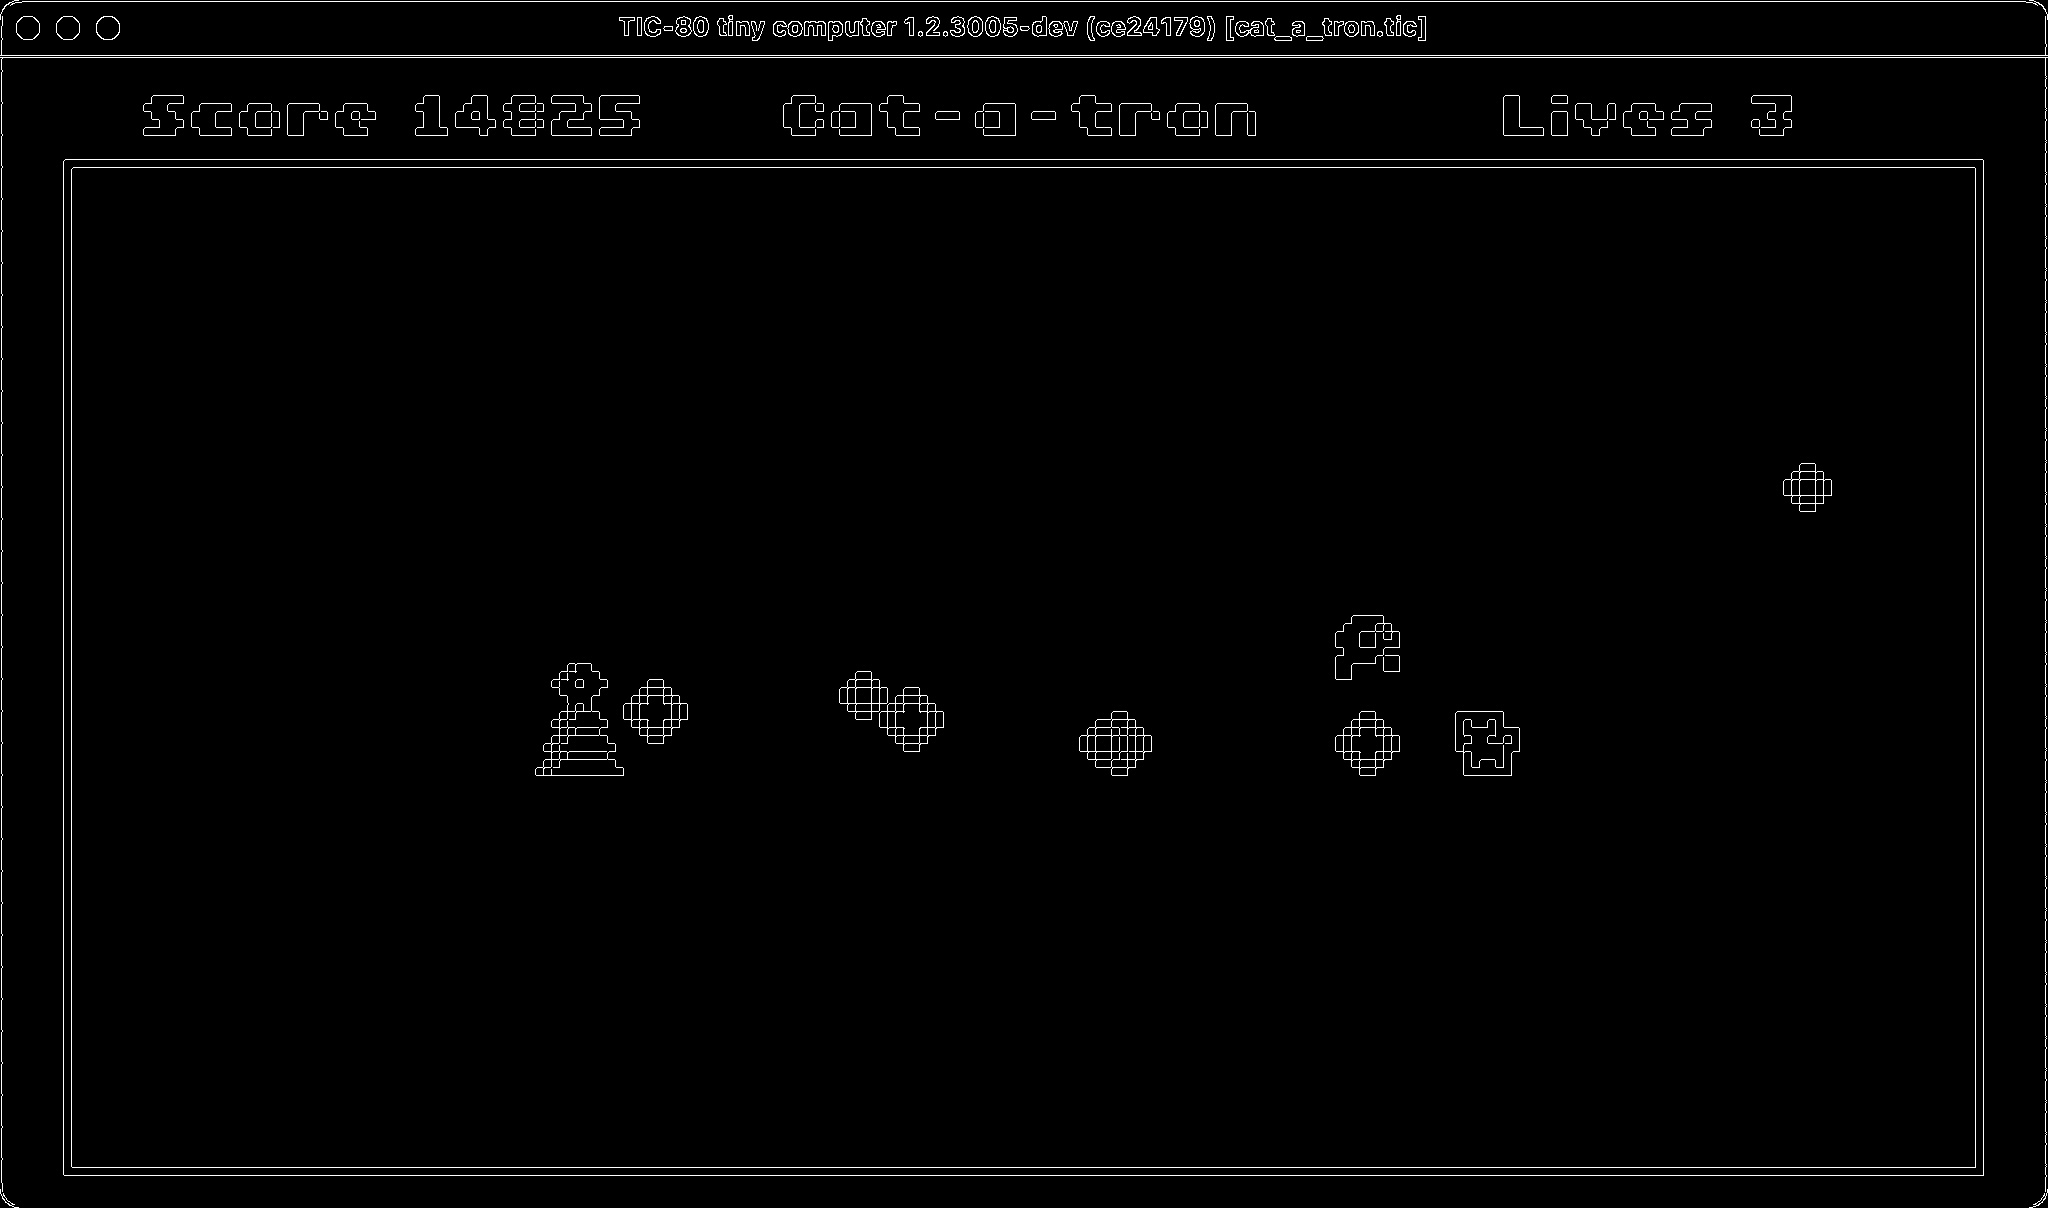 TIC-80 tiny computer 1.2.3005-dev (ce24179) [cat_a_tron.tic]
Score 14825 Cat-a-tron Lives 3